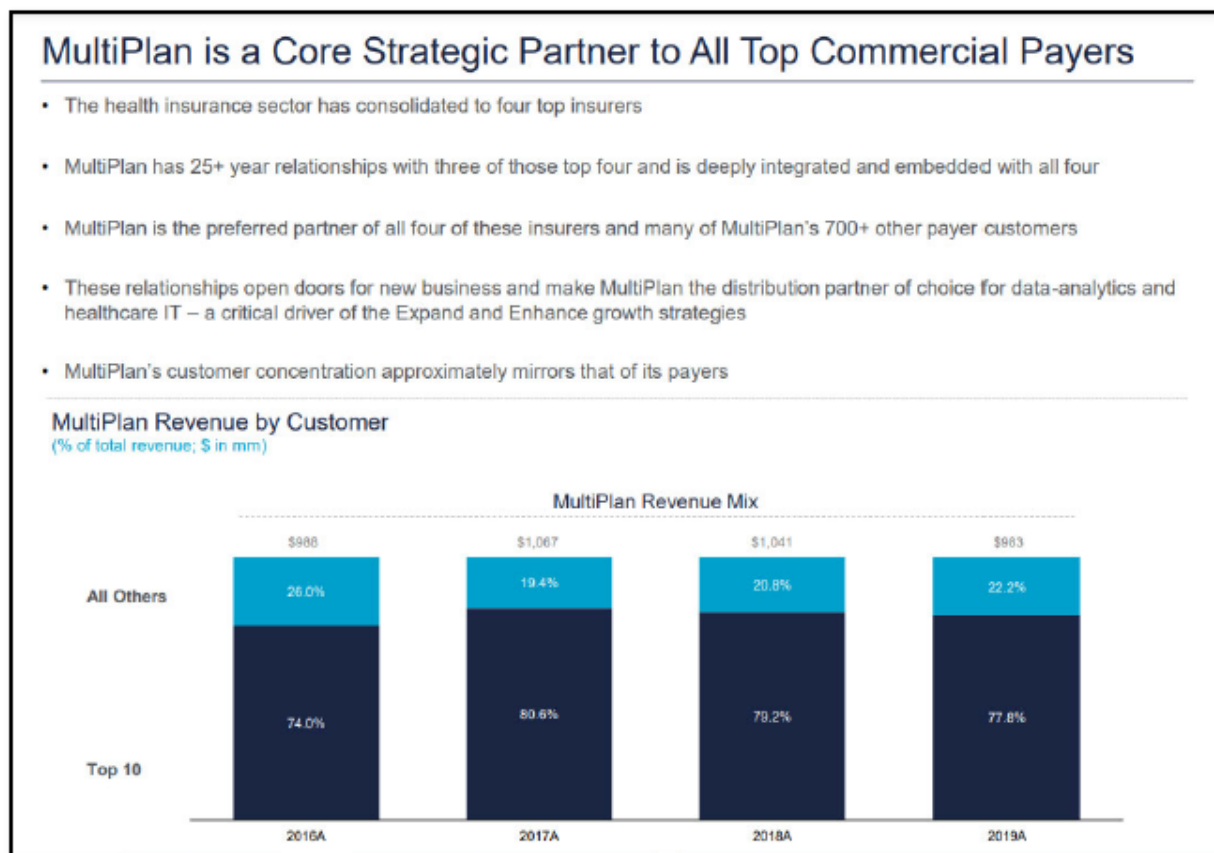 MultiPlan is a Core Strategic Partner to All Top Commercial Payers
• The health insurance sector has consolidated to four top insurers
• MultiPlan has 25+ year relationships with three of those top four and is deeply integrated and embedded with all four
• MultiPlan is the preferred partner of all four of these insurers and many of MultiPlan's 700+ other payer customers
• These relationships open doors for new business and make MultiPlan the distribution partner of choice for data-analytics and
healthcare IT – a critical driver of the Expand and Enhance growth strategies
• MultiPlan's customer concentration approximately mirrors that of its payers
MultiPlan Revenue by Customer
(% of total revenue; $ in mm)
MultiPlan Revenue Mix
$988 $1,067 $1,041 $983
All Others 26.0% 19.4% 20.8% 22.2%
74.0% 80.6% 79.2% 77.8%
Top 10
2016A 2017A 2018A 2019A